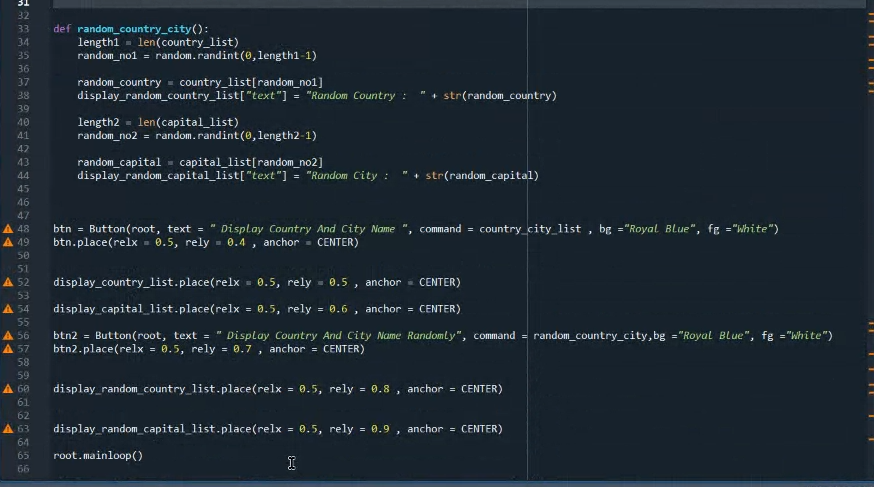 31
32
33 def random_country_city():
34 length1 = len(country_list)
35 random_no1 = random.randint(0,length1-1)
36
37 random_country = country_list[random_no1]
38 display_random_country_list["text"] = "Random Country :  " + str(random_country)
39
40 length2 = len(capital_list)
41 random_no2 = random.randint(0,length2-1)
42
43 random_capital = capital_list[random_no2]
44 display_random_capital_list["text"] = "Random City :  " + str(random_capital)
45
46
47
48 btn = Button(root, text = " Display Country And City Name ", command = country_city_list , bg ="Royal Blue", fg ="White")
49 btn.place(relx = 0.5, rely = 0.4 , anchor = CENTER)
50
51
52 display_country_list.place(relx = 0.5, rely = 0.5 , anchor = CENTER)
53
54 display_capital_list.place(relx = 0.5, rely = 0.6 , anchor = CENTER)
55
56 btn2 = Button(root, text = " Display Country And City Name Randomly", command = random_country_city,bg ="Royal Blue", fg ="White")
57 btn2.place(relx = 0.5, rely = 0.7 , anchor = CENTER)
58
59
60 display_random_country_list.place(relx = 0.5, rely = 0.8 , anchor = CENTER)
61
62
63 display_random_capital_list.place(relx = 0.5, rely = 0.9 , anchor = CENTER)
64
65 root.mainloop()
66